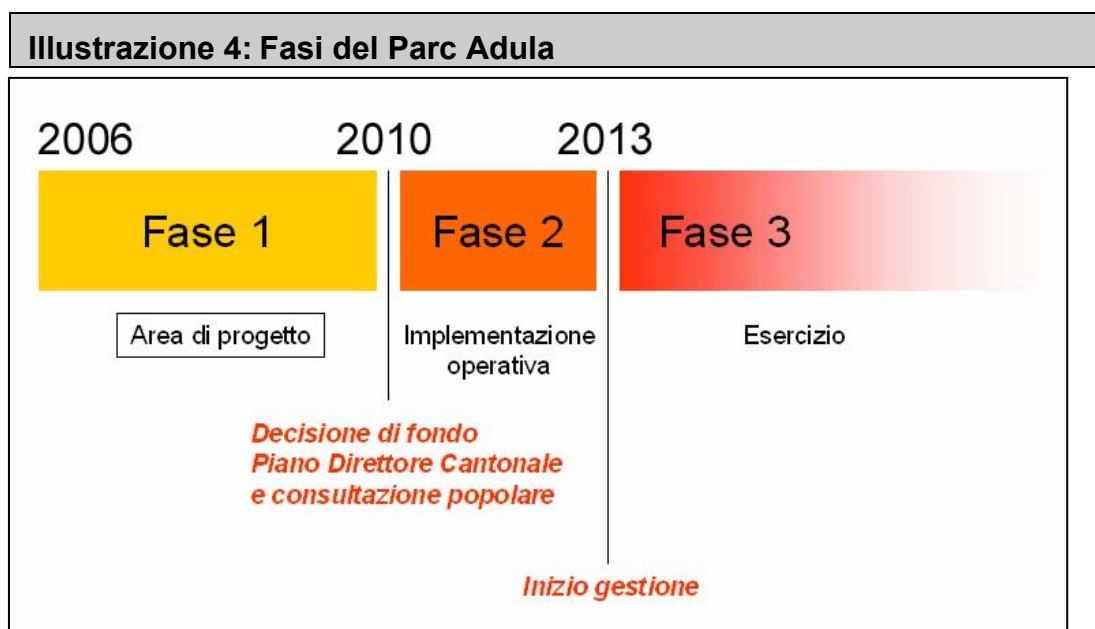 Illustrazione 4: Fasi del Parc Adula
2006 2010 2013
Fase 1 Fase 2 Fase 3
Area di progetto Implementazione operativa Esercizio
Decisione di fondo
Piano Direttore Cantonale
e consultazione popolare
Inizio gestione